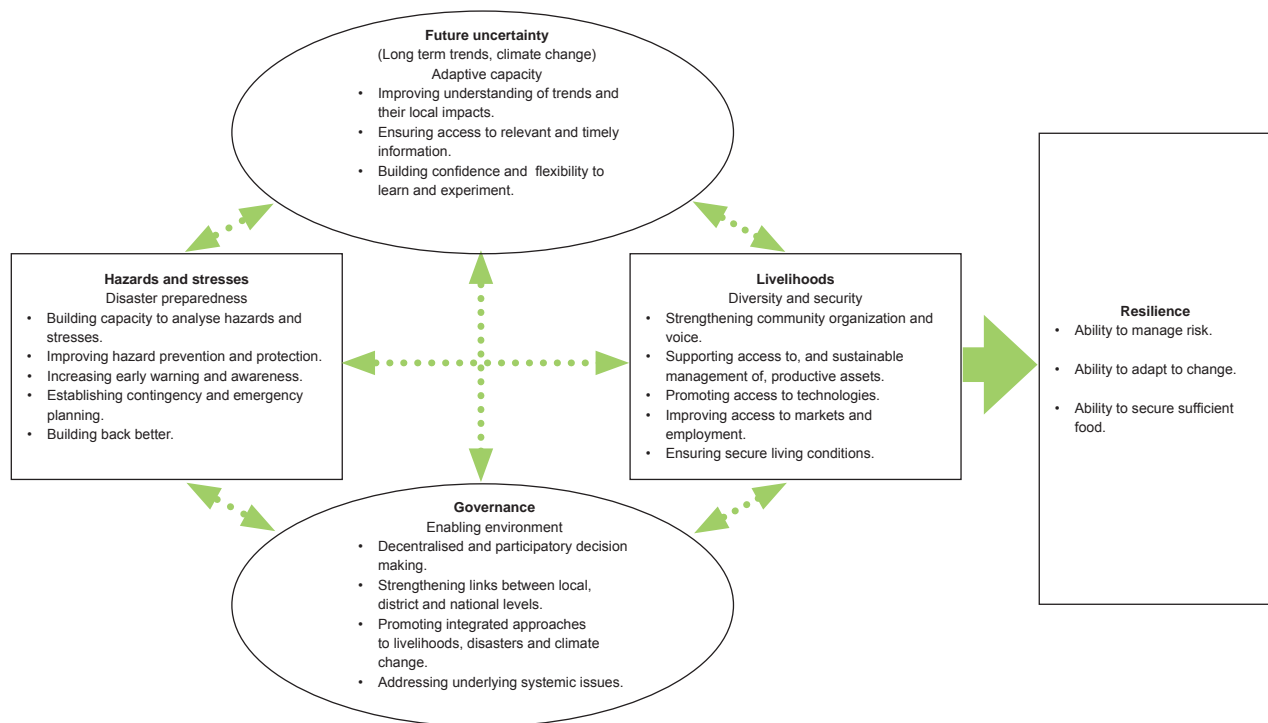 Future uncertainty
(Long term trends, climate change)
Adaptive capacity
• Improving understanding of trends and
their local impacts.
• Ensuring access to relevant and timely
information.
• Building confidence and flexibility to
learn and experiment.
Hazards and stresses
Disaster preparedness
• Building capacity to analyse hazards and
stresses.
• Improving hazard prevention and protection.
• Increasing early warning and awareness.
• Establishing contingency and emergency
planning.
• Building back better.
Livelihoods
Diversity and security
• Strengthening community organization and
voice.
• Supporting access to, and sustainable
management of, productive assets.
• Promoting access to technologies.
• Improving access to markets and
employment.
• Ensuring secure living conditions.
Resilience
• Ability to manage risk.
• Ability to adapt to change.
• Ability to secure sufficient
food.
Governance
Enabling environment
• Decentralised and participatory decision
making.
• Strengthening links between local,
district and national levels.
• Promoting integrated approaches
to livelihoods, disasters and climate
change.
• Addressing underlying systemic issues.